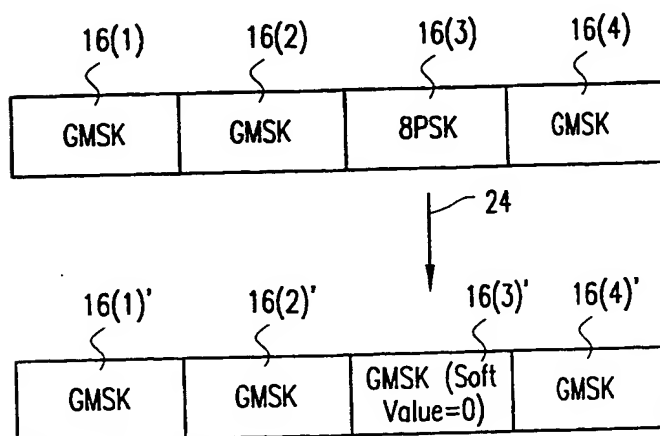 16(1) 16(2) 16(3) 16(4)
GMSK GMSK 8PSK GMSK
24
16(1)' 16(2)' 16(3)' 16(4)'
GMSK GMSK GMSK (Soft Value=0) GMSK